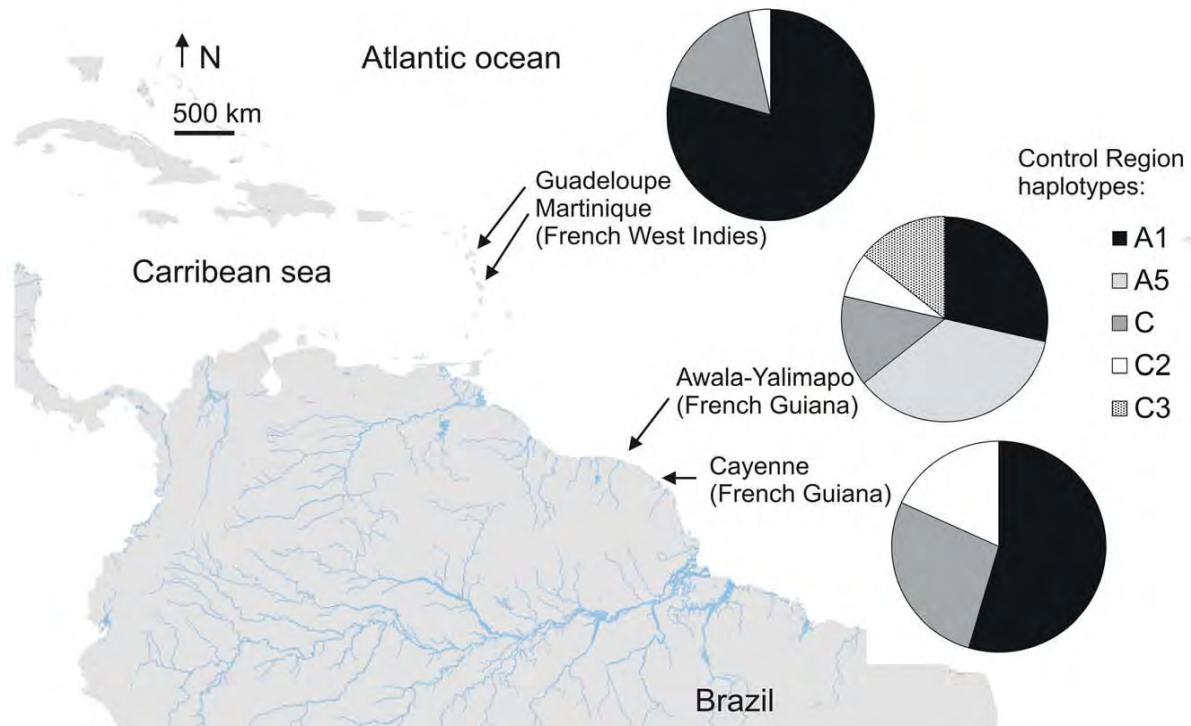 N
500 km
Atlantic ocean
Guadeloupe
Martinique
(French West Indies)
Carribean sea
Control Region
haplotypes:
A1
A5
C
C2
C3
Awala-Yalimapo
(French Guiana)
Cayenne
(French Guiana)
Brazil